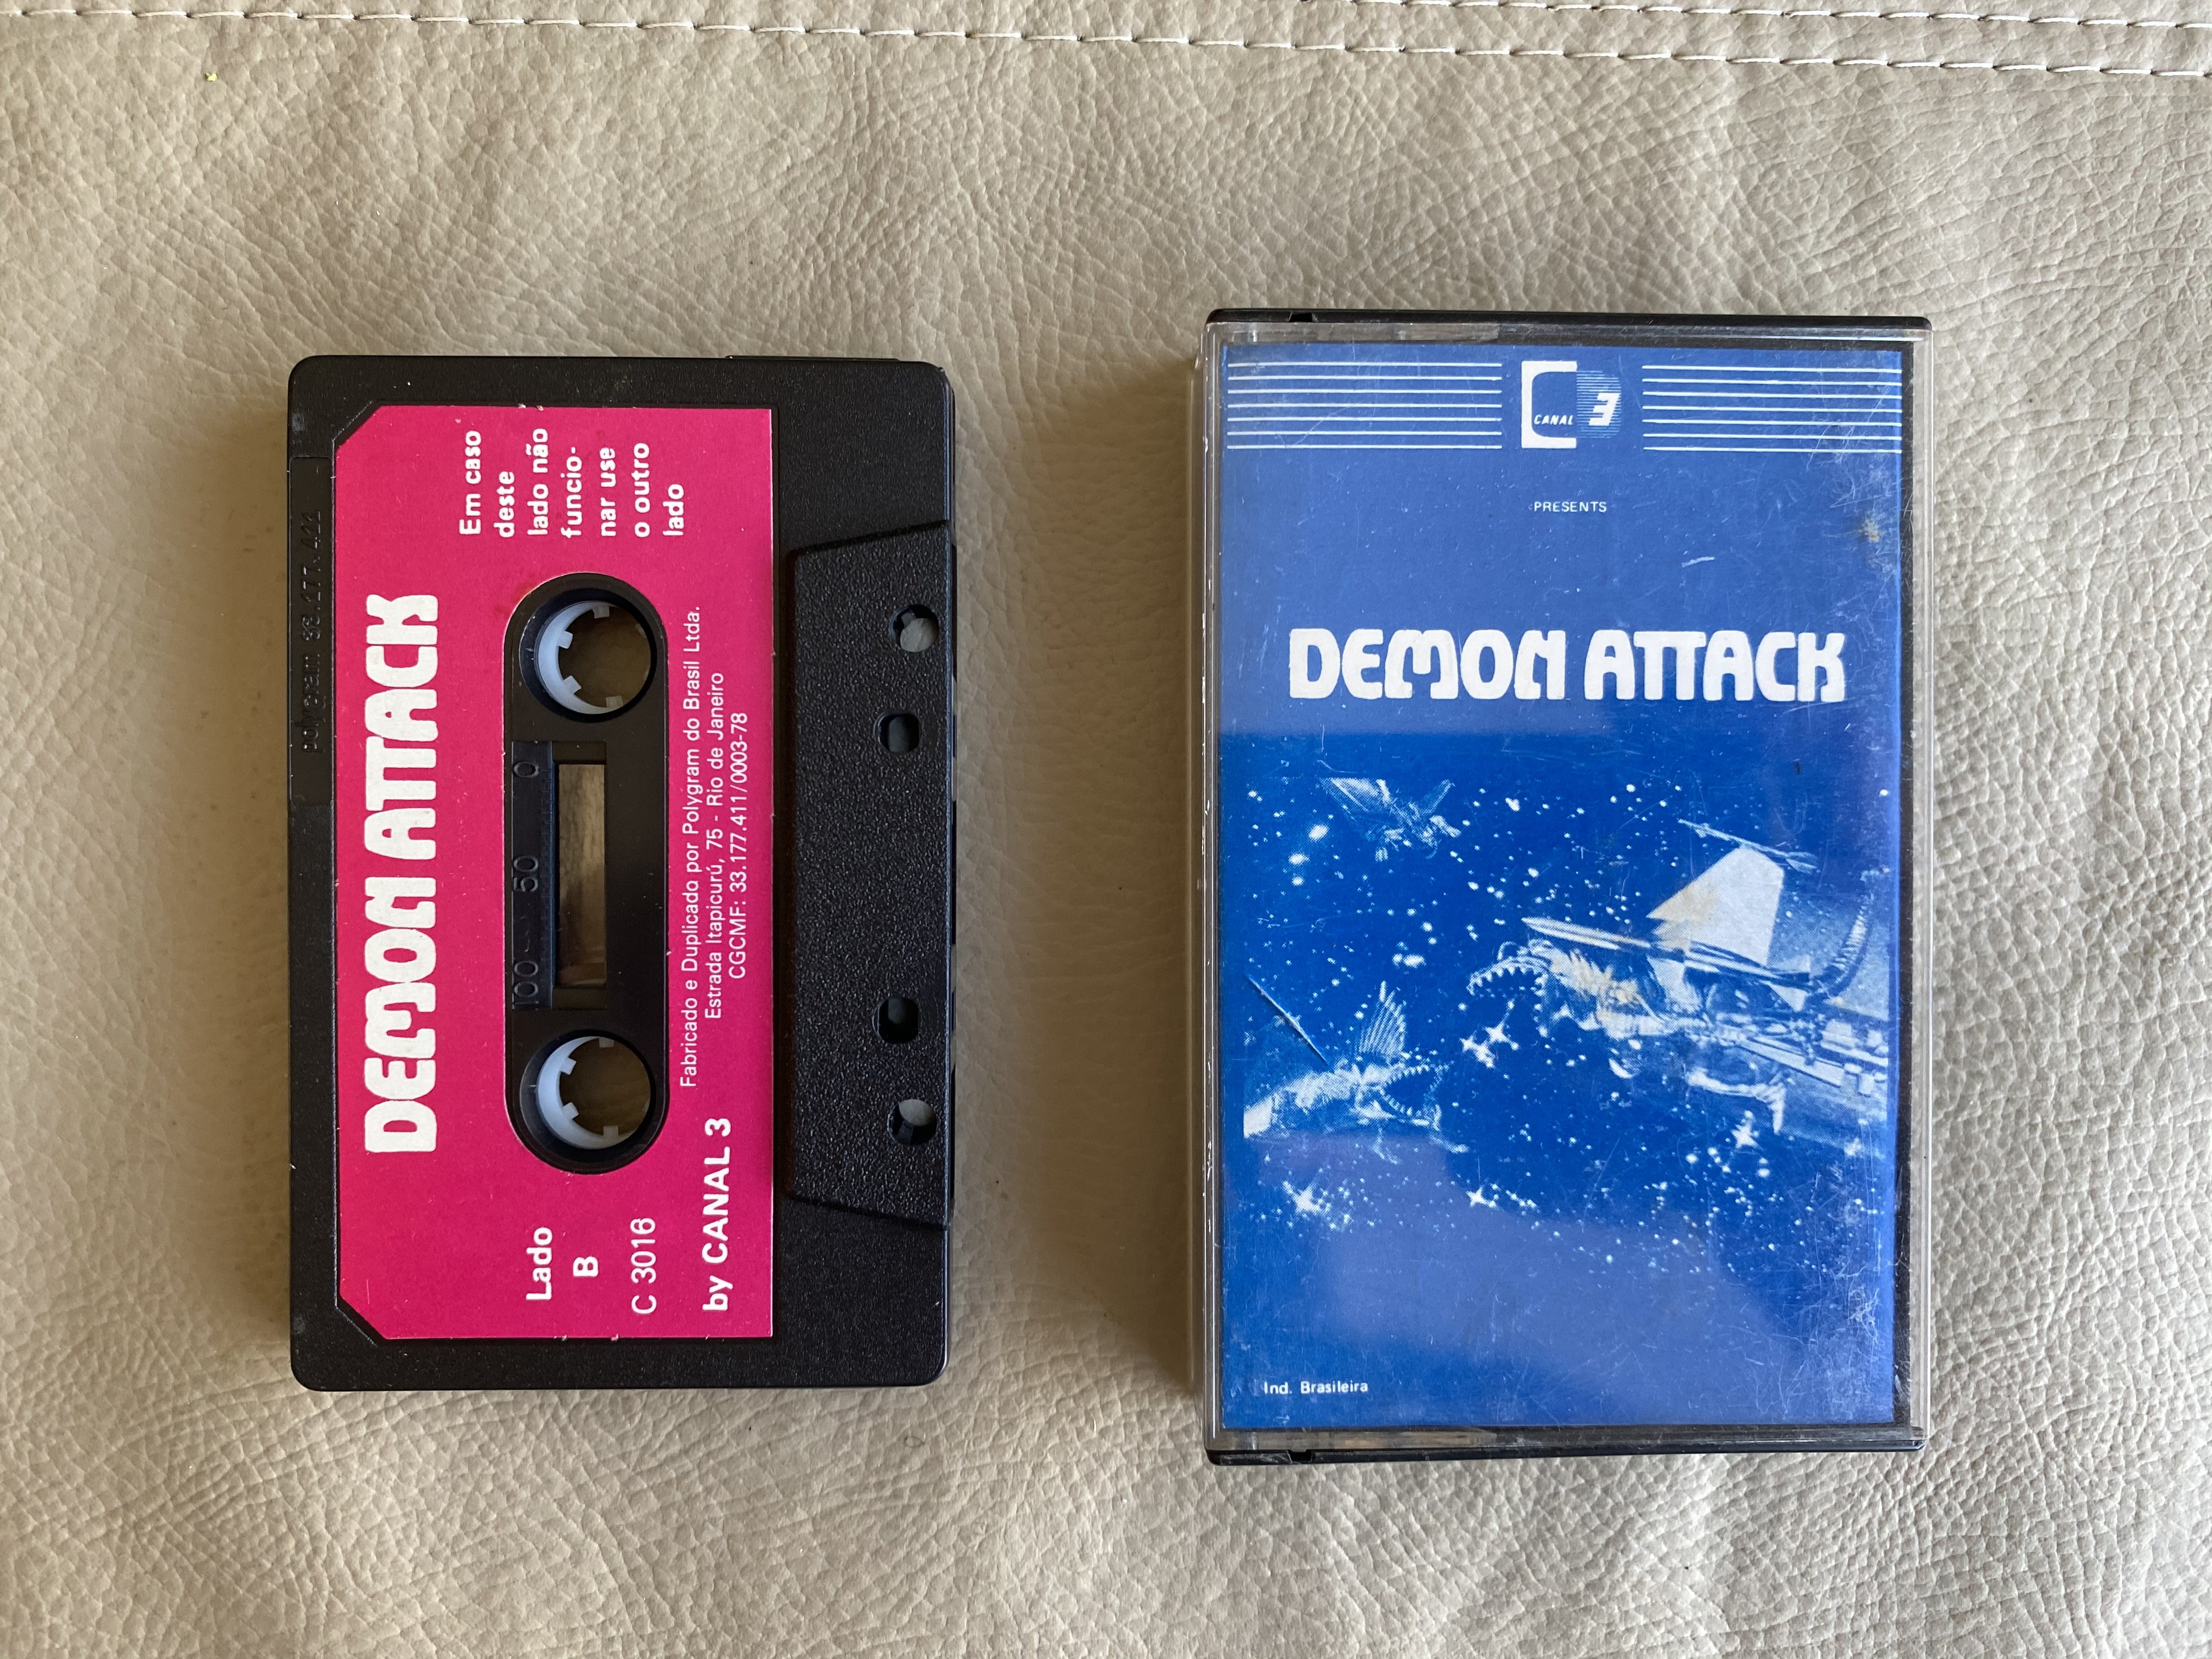 DEMON ATTACK
Em caso
deste
lado não
funcio-
nar use
o outro
lado
100 50 0
Lado
B
C 3016
Fabricado e Duplicado por Polygram do Brasil Ltda.
Estrada Itapicurú, 75 - Rio de Janeiro
CGCMF: 33.177.411/0003-78
by CANAL 3
CANAL 3
PRESENTS
DEMON ATTACK
Ind. Brasileira